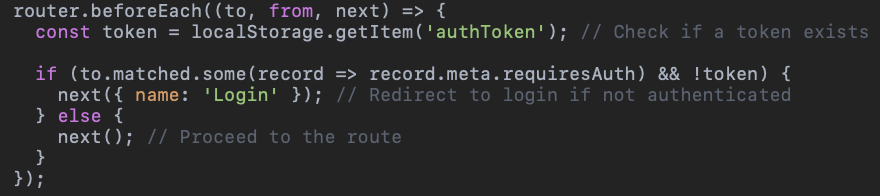 router.beforeEach((to, from, next) => {
  const token = localStorage.getItem('authToken'); // Check if a token exists

  if (to.matched.some(record => record.meta.requiresAuth) && !token) {
    next({ name: 'Login' }); // Redirect to login if not authenticated
  } else {
    next(); // Proceed to the route
  }
});